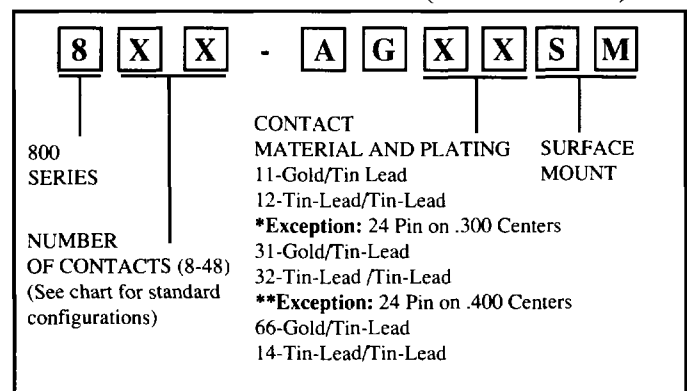 8 X X - A G X X S M
CONTACT
MATERIAL AND PLATING
11-Gold/Tin Lead
12-Tin-Lead/Tin-Lead
*Exception: 24 Pin on .300 Centers
31-Gold/Tin-Lead
32-Tin-Lead /Tin-Lead
**Exception: 24 Pin on .400 Centers
66-Gold/Tin-Lead
14-Tin-Lead/Tin-Lead
SURFACE
MOUNT
800
SERIES
NUMBER
OF CONTACTS (8-48)
(See chart for standard
configurations)